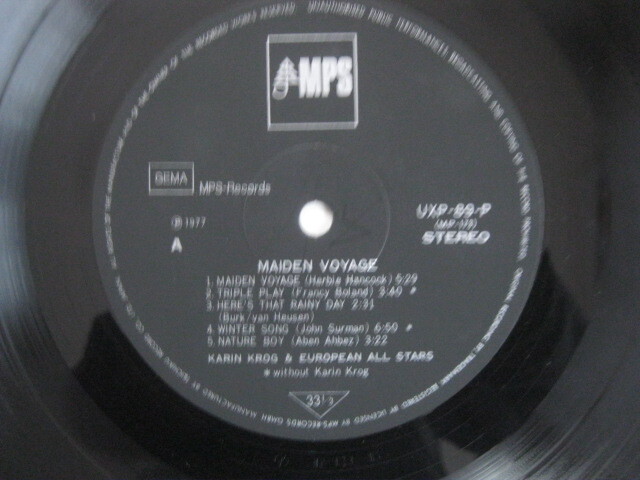 MPS
GEMA
MPS-Records
UXP-89-P
STEREO
℗ 1977
A
MAIDEN VOYAGE
1. MAIDEN VOYAGE (Herbie Hancock) 5:29
2. TRIPLE PLAY (Francy Boland) 3:40 *
3. HERE'S THAT RAINY DAY 2:31
(Burk/van Heusen)
4. WINTER SONG (John Surman) 6:50 *
5. NATURE BOY (Aben Ahbez) 3:22
KARIN KROG & EUROPEAN ALL STARS
* without Karin Krog
33 1/3